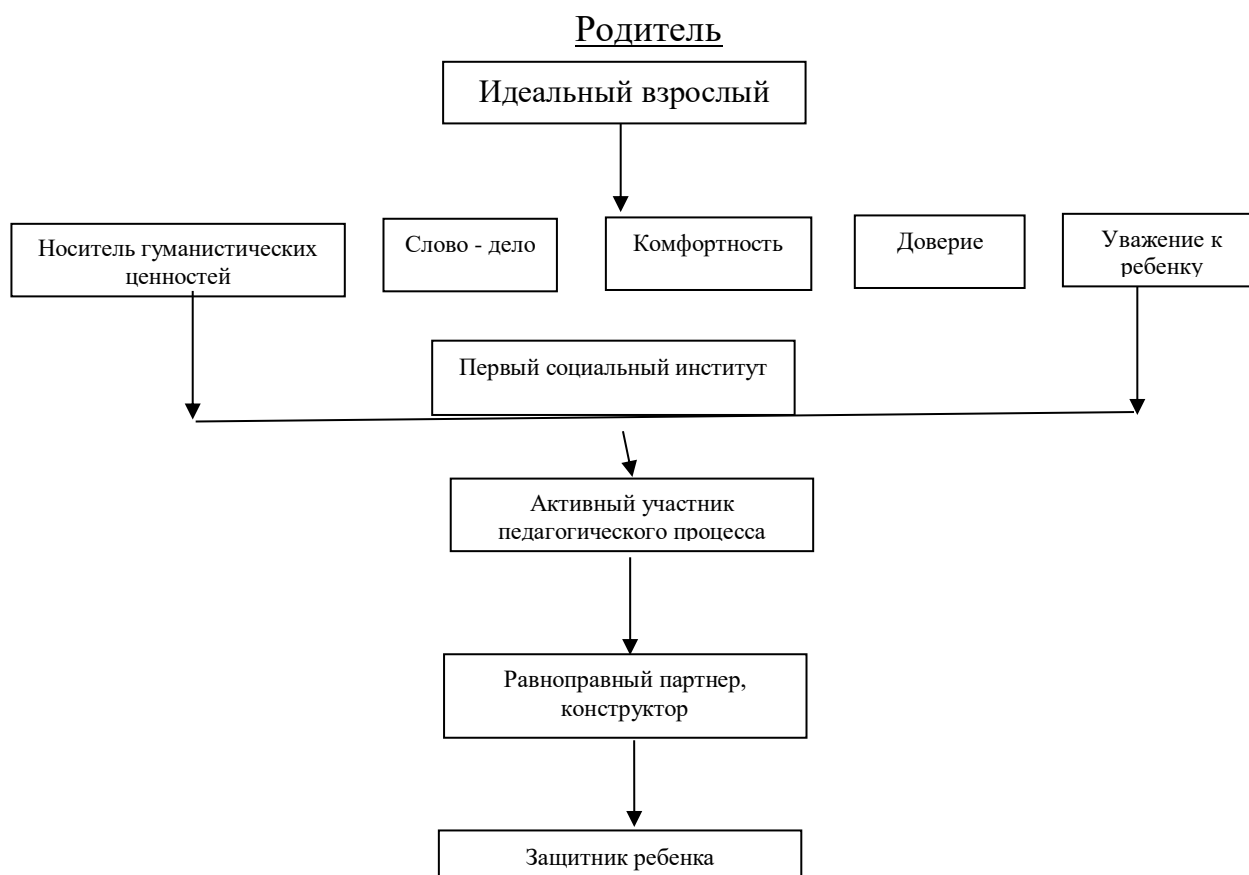 Родитель
Идеальный взрослый
Носитель гуманистических
ценностей
Слово - дело
Комфортность
Доверие
Уважение к
ребенку
Первый социальный институт
Активный участник
педагогического процесса
Равноправный партнер,
конструктор
Защитник ребенка